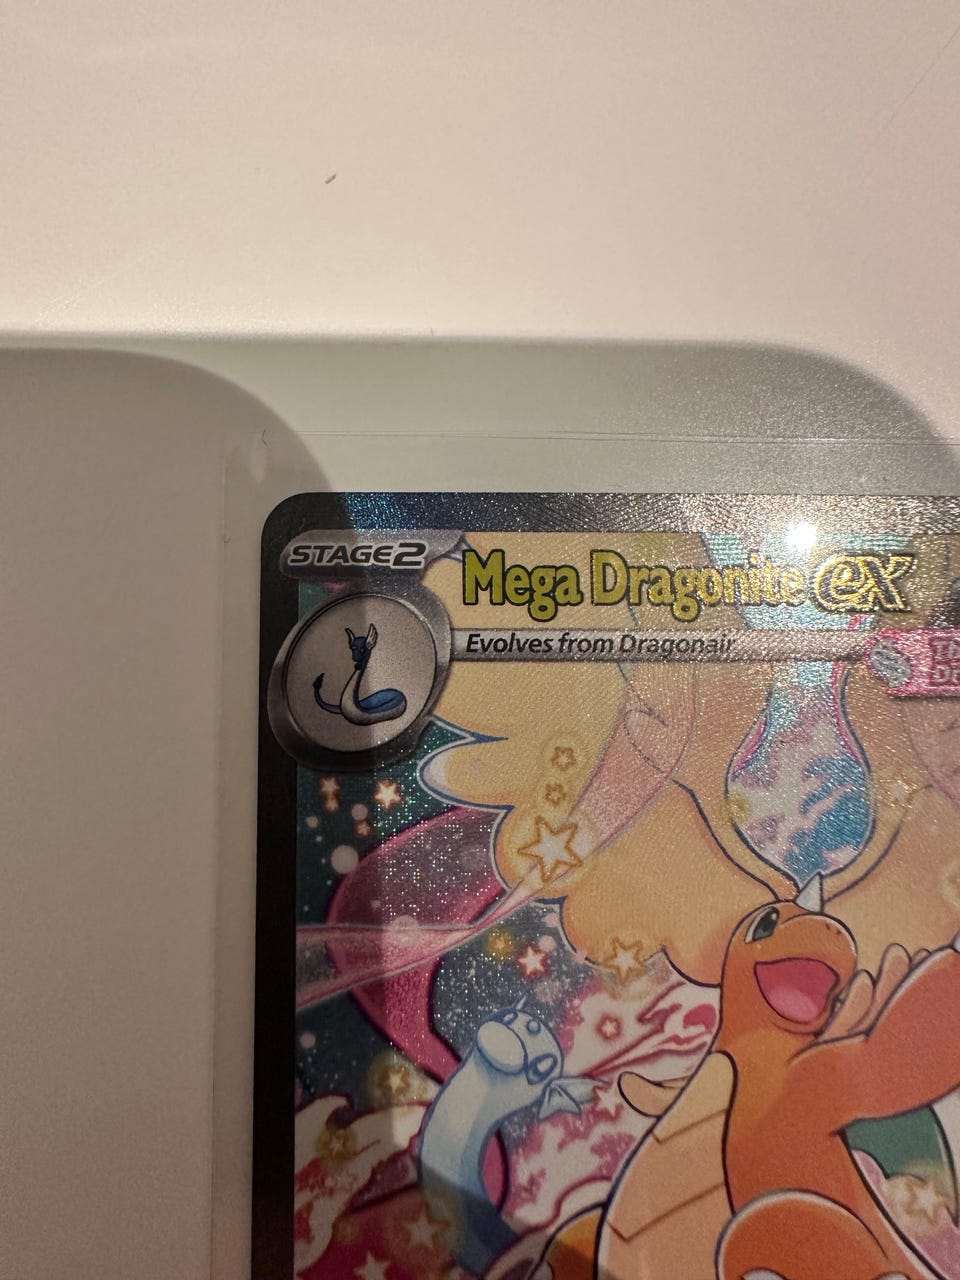 STAGE2
Mega Dragonite ex
Evolves from Dragonair